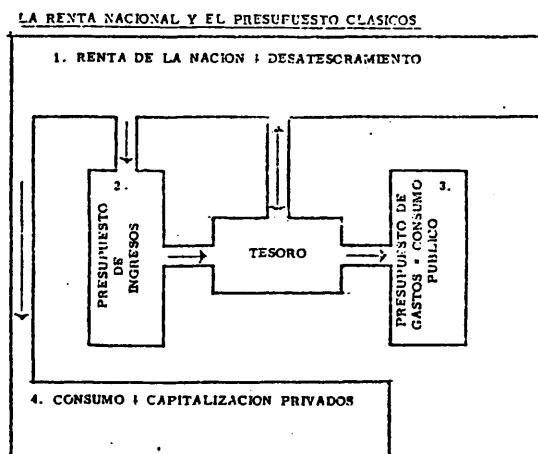 LA RENTA NACIONAL Y EL PRESUPUESTO CLASICOS
1. RENTA DE LA NACION + DESATESCRAMIENTO
2.
PRESUPUESTO
DE
INGRESOS
TESORO
3.
PRESUPUESTO DE
GASTOS = CONSUMO
PUBLICO
4. CONSUMO + CAPITALIZACION PRIVADOS